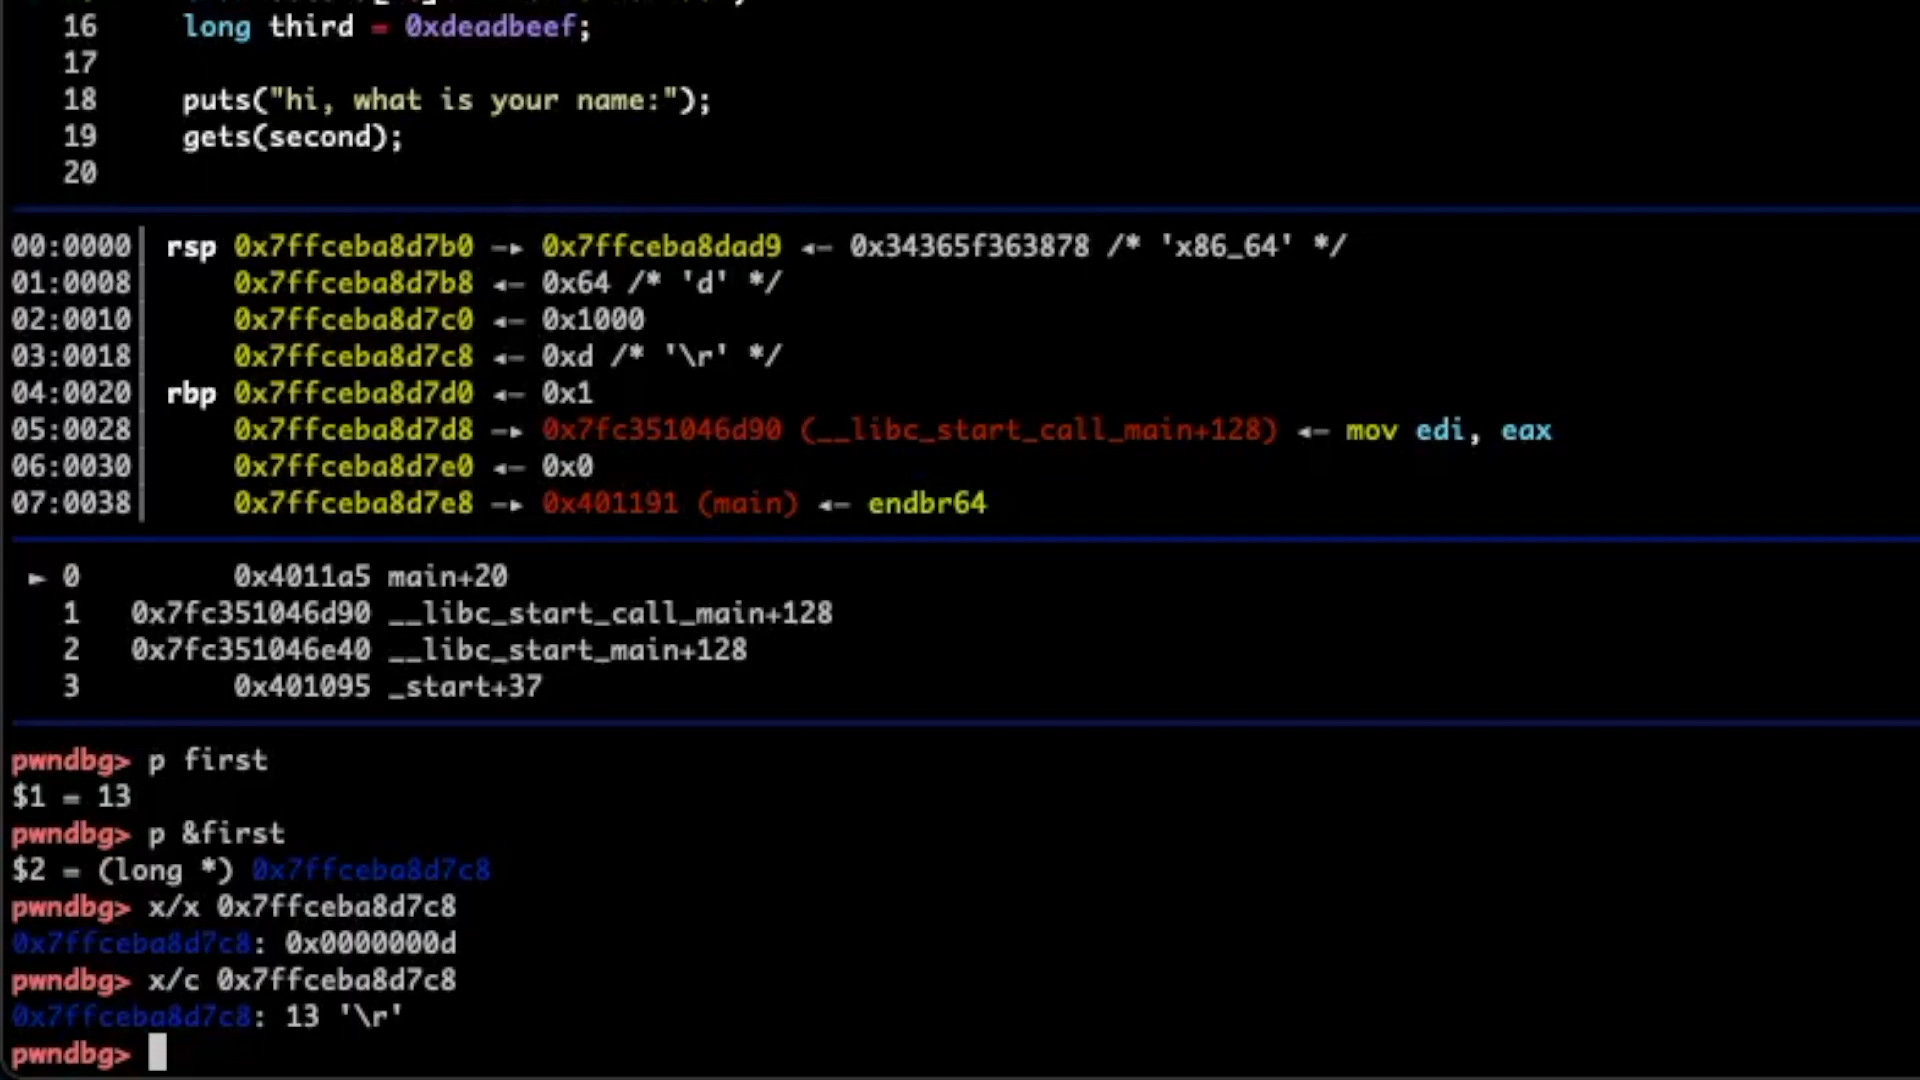 16 long third = 0xdeadbeef;
17
18 puts("hi, what is your name:");
19 gets(second);
20
00:0000│ rsp 0x7ffceba8d7b0 —▸ 0x7ffceba8dad9 ◂— 0x34365f363878 /* 'x86_64' */
01:0008│ 0x7ffceba8d7b8 ◂— 0x64 /* 'd' */
02:0010│ 0x7ffceba8d7c0 ◂— 0x1000
03:0018│ 0x7ffceba8d7c8 ◂— 0xd /* '\r' */
04:0020│ rbp 0x7ffceba8d7d0 ◂— 0x1
05:0028│ 0x7ffceba8d7d8 —▸ 0x7fc351046d90 (__libc_start_call_main+128) ◂— mov edi, eax
06:0030│ 0x7ffceba8d7e0 ◂— 0x0
07:0038│ 0x7ffceba8d7e8 —▸ 0x401191 (main) ◂— endbr64
► 0 0x4011a5 main+20
1 0x7fc351046d90 __libc_start_call_main+128
2 0x7fc351046e40 __libc_start_main+128
3 0x401095 _start+37
pwndbg> p first
$1 = 13
pwndbg> p &first
$2 = (long *) 0x7ffceba8d7c8
pwndbg> x/x 0x7ffceba8d7c8
0x7ffceba8d7c8: 0x0000000d
pwndbg> x/c 0x7ffceba8d7c8
0x7ffceba8d7c8: 13 '\r'
pwndbg>